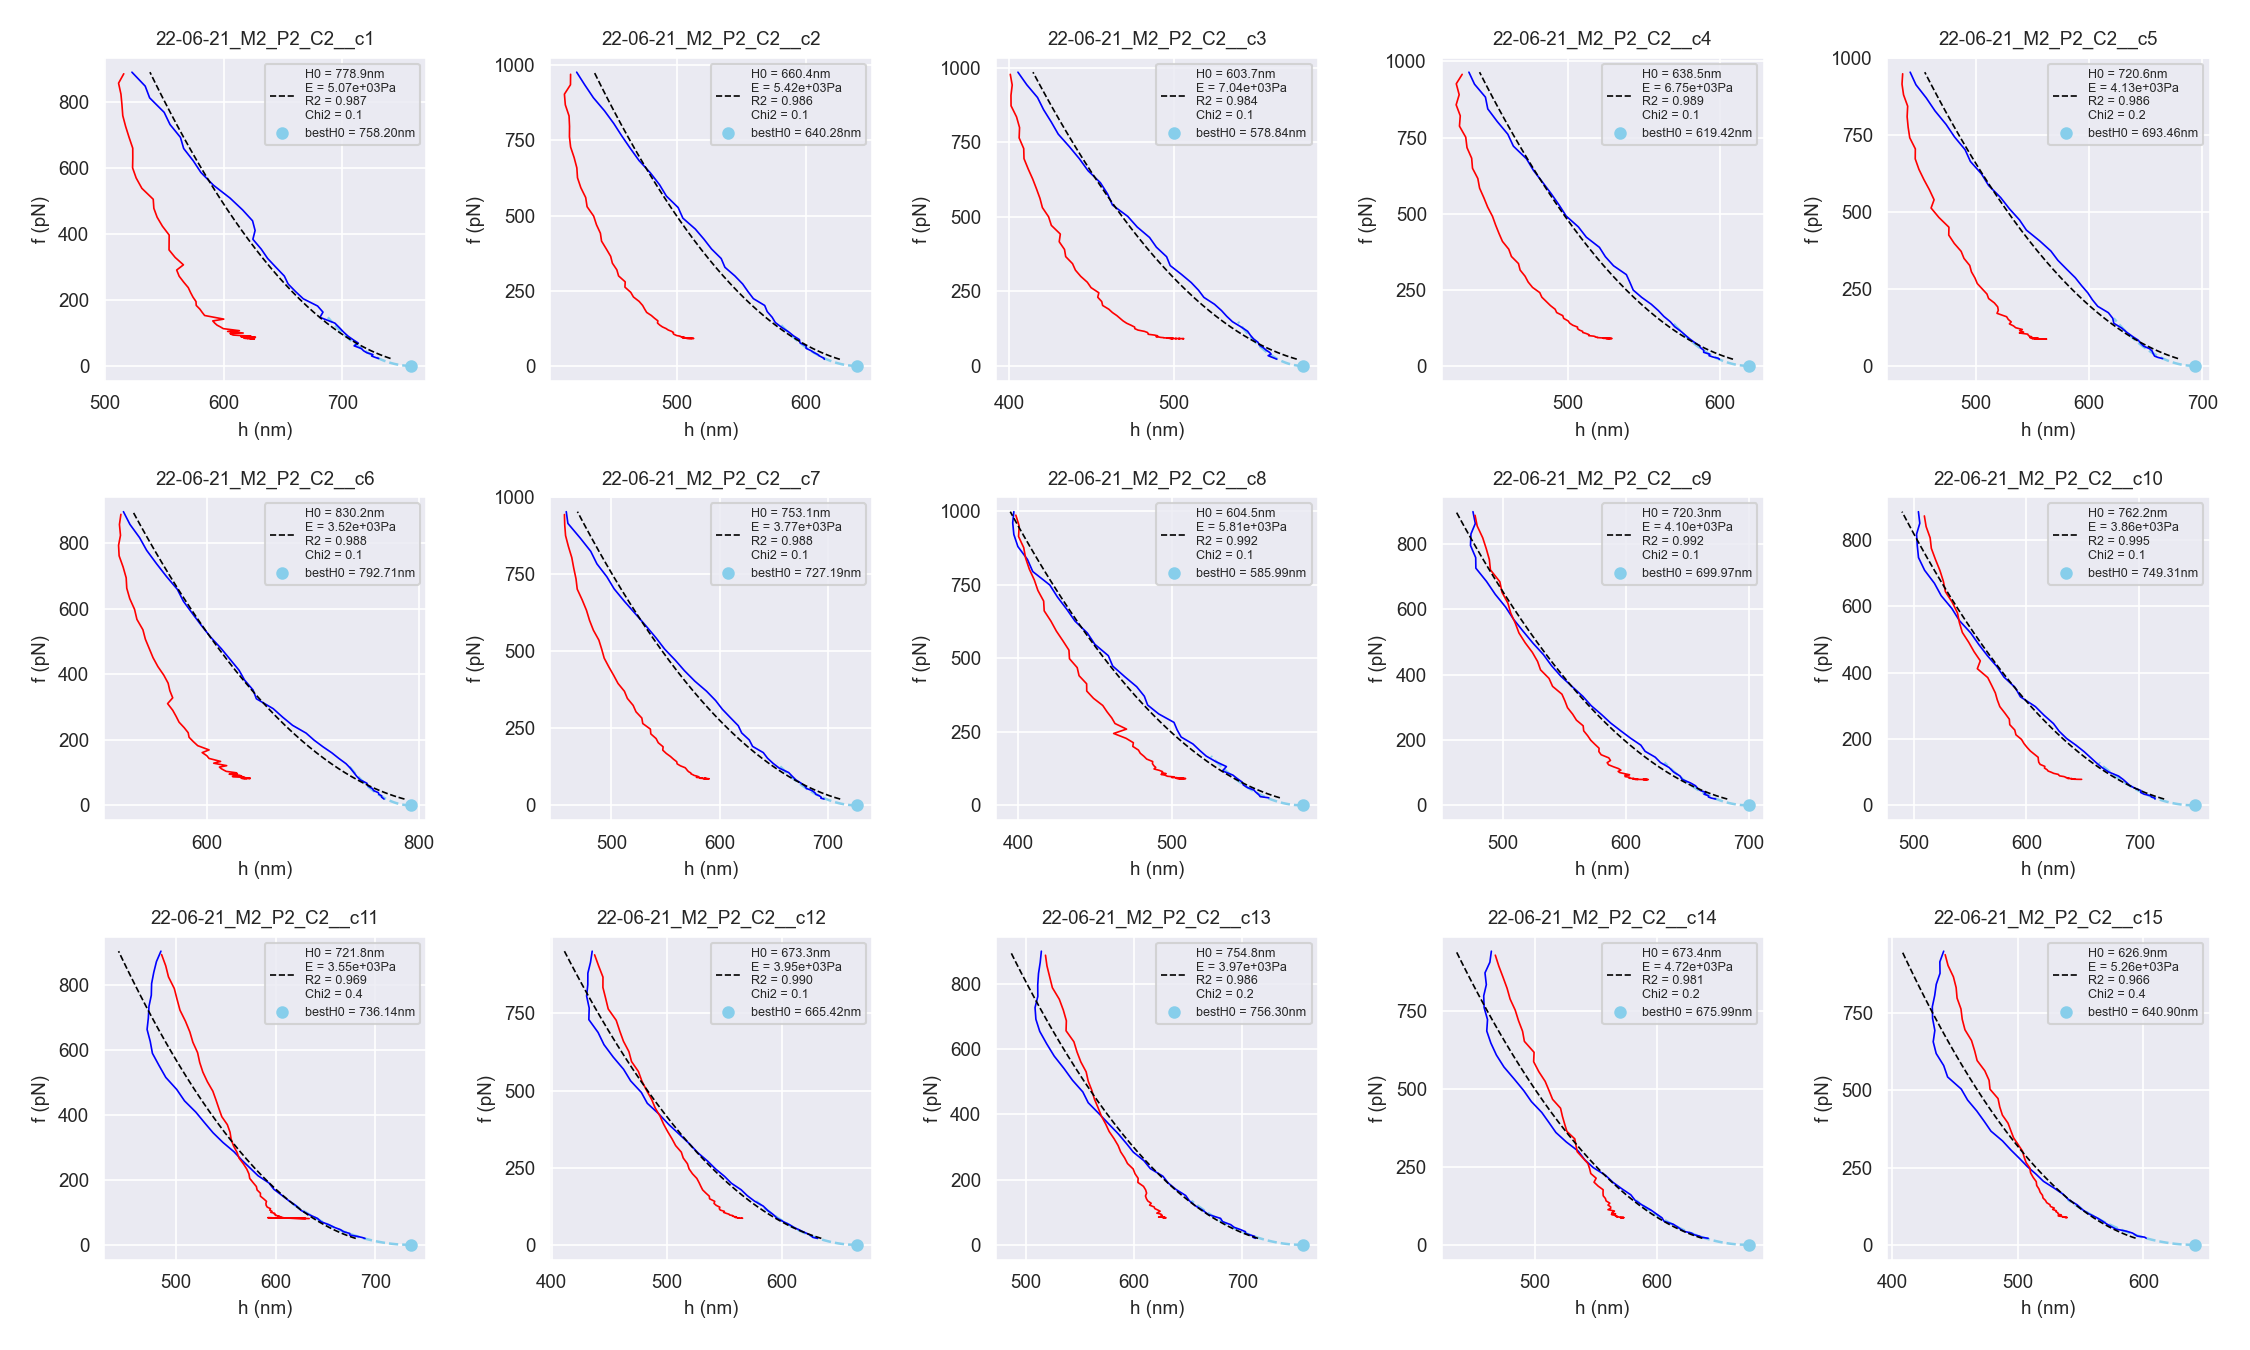 22-06-21_M2_P2_C2__c1
H0 = 778.9nm
E = 5.07e+03Pa
R2 = 0.987
Chi2 = 0.1
bestH0 = 758.20nm
800
600
400
200
0
500 600 700
f (pN)
h (nm)
22-06-21_M2_P2_C2__c2
H0 = 660.4nm
E = 5.42e+03Pa
R2 = 0.986
Chi2 = 0.1
bestH0 = 640.28nm
1000
750
500
250
0
500 600
f (pN)
h (nm)
22-06-21_M2_P2_C2__c3
H0 = 603.7nm
E = 7.04e+03Pa
R2 = 0.984
Chi2 = 0.1
bestH0 = 578.84nm
1000
750
500
250
0
400 500
f (pN)
h (nm)
22-06-21_M2_P2_C2__c4
H0 = 638.5nm
E = 6.75e+03Pa
R2 = 0.989
Chi2 = 0.1
bestH0 = 619.42nm
1000
750
500
250
0
500 600
f (pN)
h (nm)
22-06-21_M2_P2_C2__c5
H0 = 720.6nm
E = 4.13e+03Pa
R2 = 0.986
Chi2 = 0.2
bestH0 = 693.46nm
1000
750
500
250
0
500 600 700
f (pN)
h (nm)
22-06-21_M2_P2_C2__c6
H0 = 830.2nm
E = 3.52e+03Pa
R2 = 0.988
Chi2 = 0.1
bestH0 = 792.71nm
800
600
400
200
0
600 800
f (pN)
h (nm)
22-06-21_M2_P2_C2__c7
H0 = 753.1nm
E = 3.77e+03Pa
R2 = 0.988
Chi2 = 0.1
bestH0 = 727.19nm
1000
750
500
250
0
500 600 700
f (pN)
h (nm)
22-06-21_M2_P2_C2__c8
H0 = 604.5nm
E = 5.81e+03Pa
R2 = 0.992
Chi2 = 0.1
bestH0 = 585.99nm
1000
750
500
250
0
400 500
f (pN)
h (nm)
22-06-21_M2_P2_C2__c9
H0 = 720.3nm
E = 4.10e+03Pa
R2 = 0.992
Chi2 = 0.1
bestH0 = 699.97nm
800
600
400
200
0
500 600 700
f (pN)
h (nm)
22-06-21_M2_P2_C2__c10
H0 = 762.2nm
E = 3.86e+03Pa
R2 = 0.995
Chi2 = 0.1
bestH0 = 749.31nm
800
600
400
200
0
500 600 700
f (pN)
h (nm)
22-06-21_M2_P2_C2__c11
H0 = 721.8nm
E = 3.55e+03Pa
R2 = 0.969
Chi2 = 0.4
bestH0 = 736.14nm
800
600
400
200
0
500 600 700
f (pN)
h (nm)
22-06-21_M2_P2_C2__c12
H0 = 673.3nm
E = 3.95e+03Pa
R2 = 0.990
Chi2 = 0.1
bestH0 = 665.42nm
750
500
250
0
400 500 600
f (pN)
h (nm)
22-06-21_M2_P2_C2__c13
H0 = 754.8nm
E = 3.97e+03Pa
R2 = 0.986
Chi2 = 0.2
bestH0 = 756.30nm
800
600
400
200
0
500 600 700
f (pN)
h (nm)
22-06-21_M2_P2_C2__c14
H0 = 673.4nm
E = 4.72e+03Pa
R2 = 0.981
Chi2 = 0.2
bestH0 = 675.99nm
750
500
250
0
500 600
f (pN)
h (nm)
22-06-21_M2_P2_C2__c15
H0 = 626.9nm
E = 5.26e+03Pa
R2 = 0.966
Chi2 = 0.4
bestH0 = 640.90nm
750
500
250
0
400 500 600
f (pN)
h (nm)